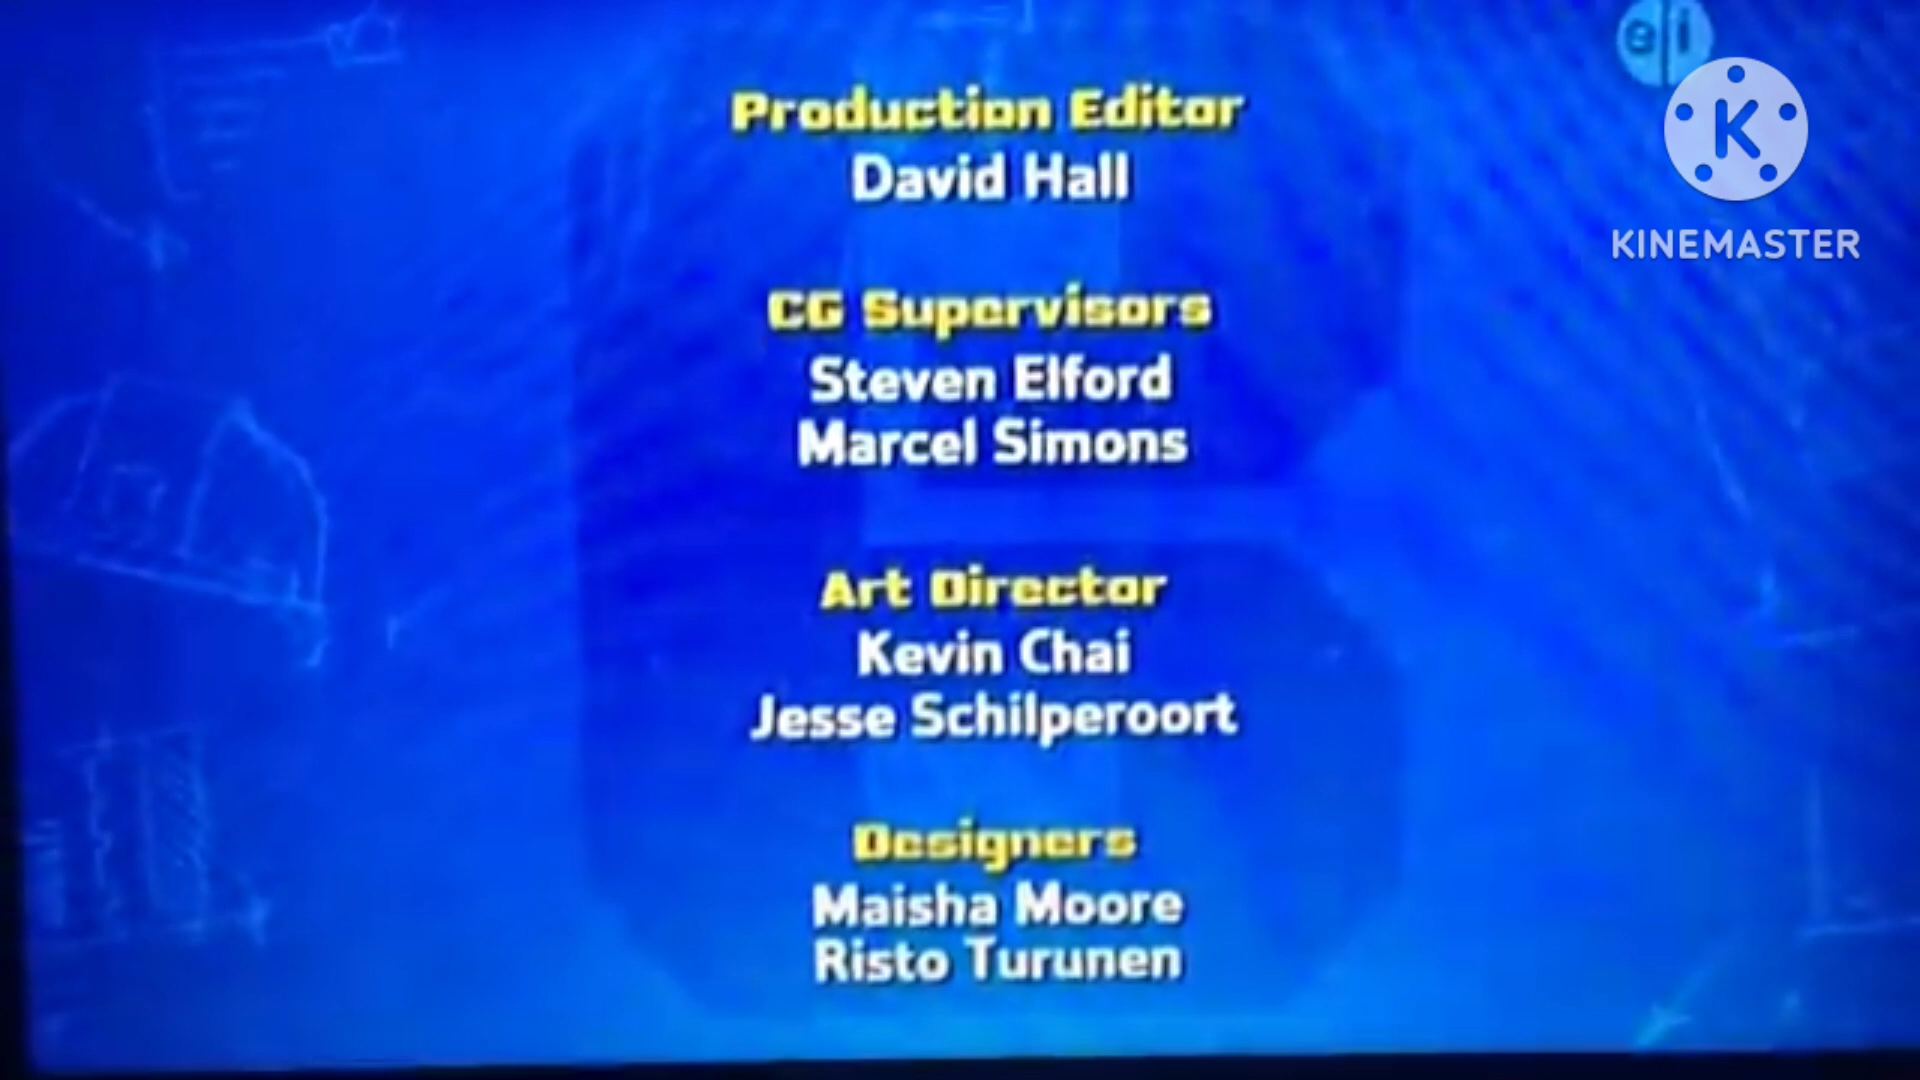 e|i
K
KINEMASTER
Production Editor
David Hall
CG Supervisors
Steven Elford
Marcel Simons
Art Director
Kevin Chai
Jesse Schilperoort
Designers
Maisha Moore
Risto Turunen